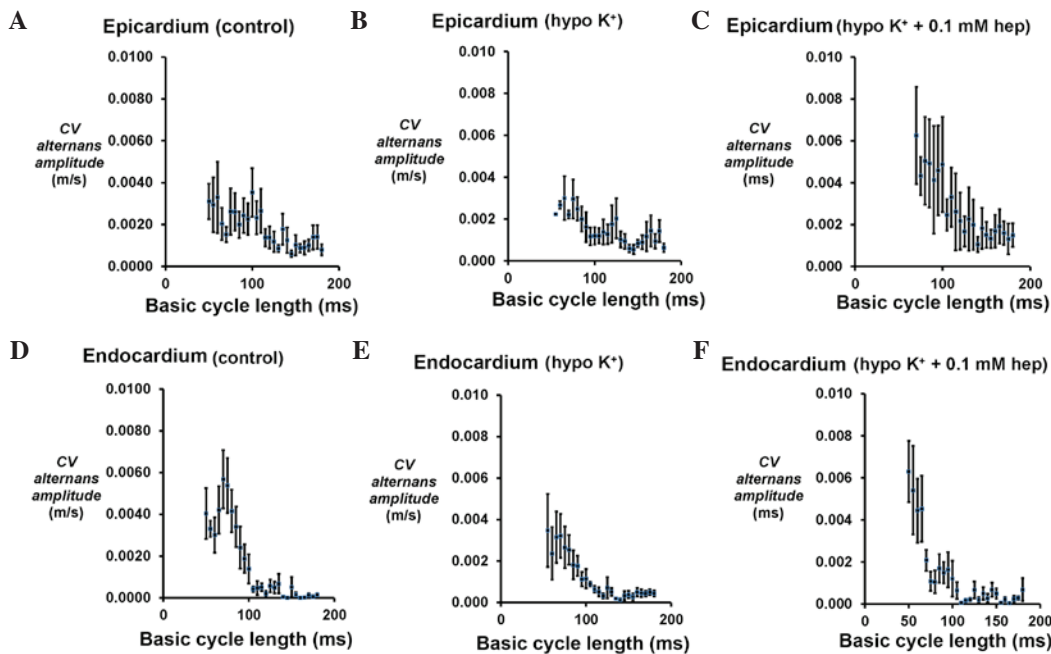 A
Epicardium (control)
0.0100
0.0080
0.0060
0.0040
0.0020
0.0000
CV
alternans
amplitude
(m/s)
0
100
200
Basic cycle length (ms)
B
Epicardium (hypo K⁺)
0.010
0.008
0.006
0.004
0.002
0.000
CV
alternans
amplitude
(m/s)
0
100
200
Basic cycle length (ms)
C
Epicardium (hypo K⁺ + 0.1 mM hep)
0.010
0.008
0.006
0.004
0.002
0.000
CV
alternans
amplitude
(ms)
0
100
200
Basic cycle length (ms)
D
Endocardium (control)
0.0100
0.0080
0.0060
0.0040
0.0020
0.0000
CV
alternans
amplitude
(m/s)
0
100
200
Basic cycle length (ms)
E
Endocardium (hypo K⁺)
0.010
0.008
0.006
0.004
0.002
0.000
CV
alternans
amplitude
(m/s)
0
100
200
Basic cycle length (ms)
F
Endocardium (hypo K⁺ + 0.1 mM hep)
0.010
0.008
0.006
0.004
0.002
0.000
CV
alternans
amplitude
(ms)
0
50
100
150
200
Basic cycle length (ms)